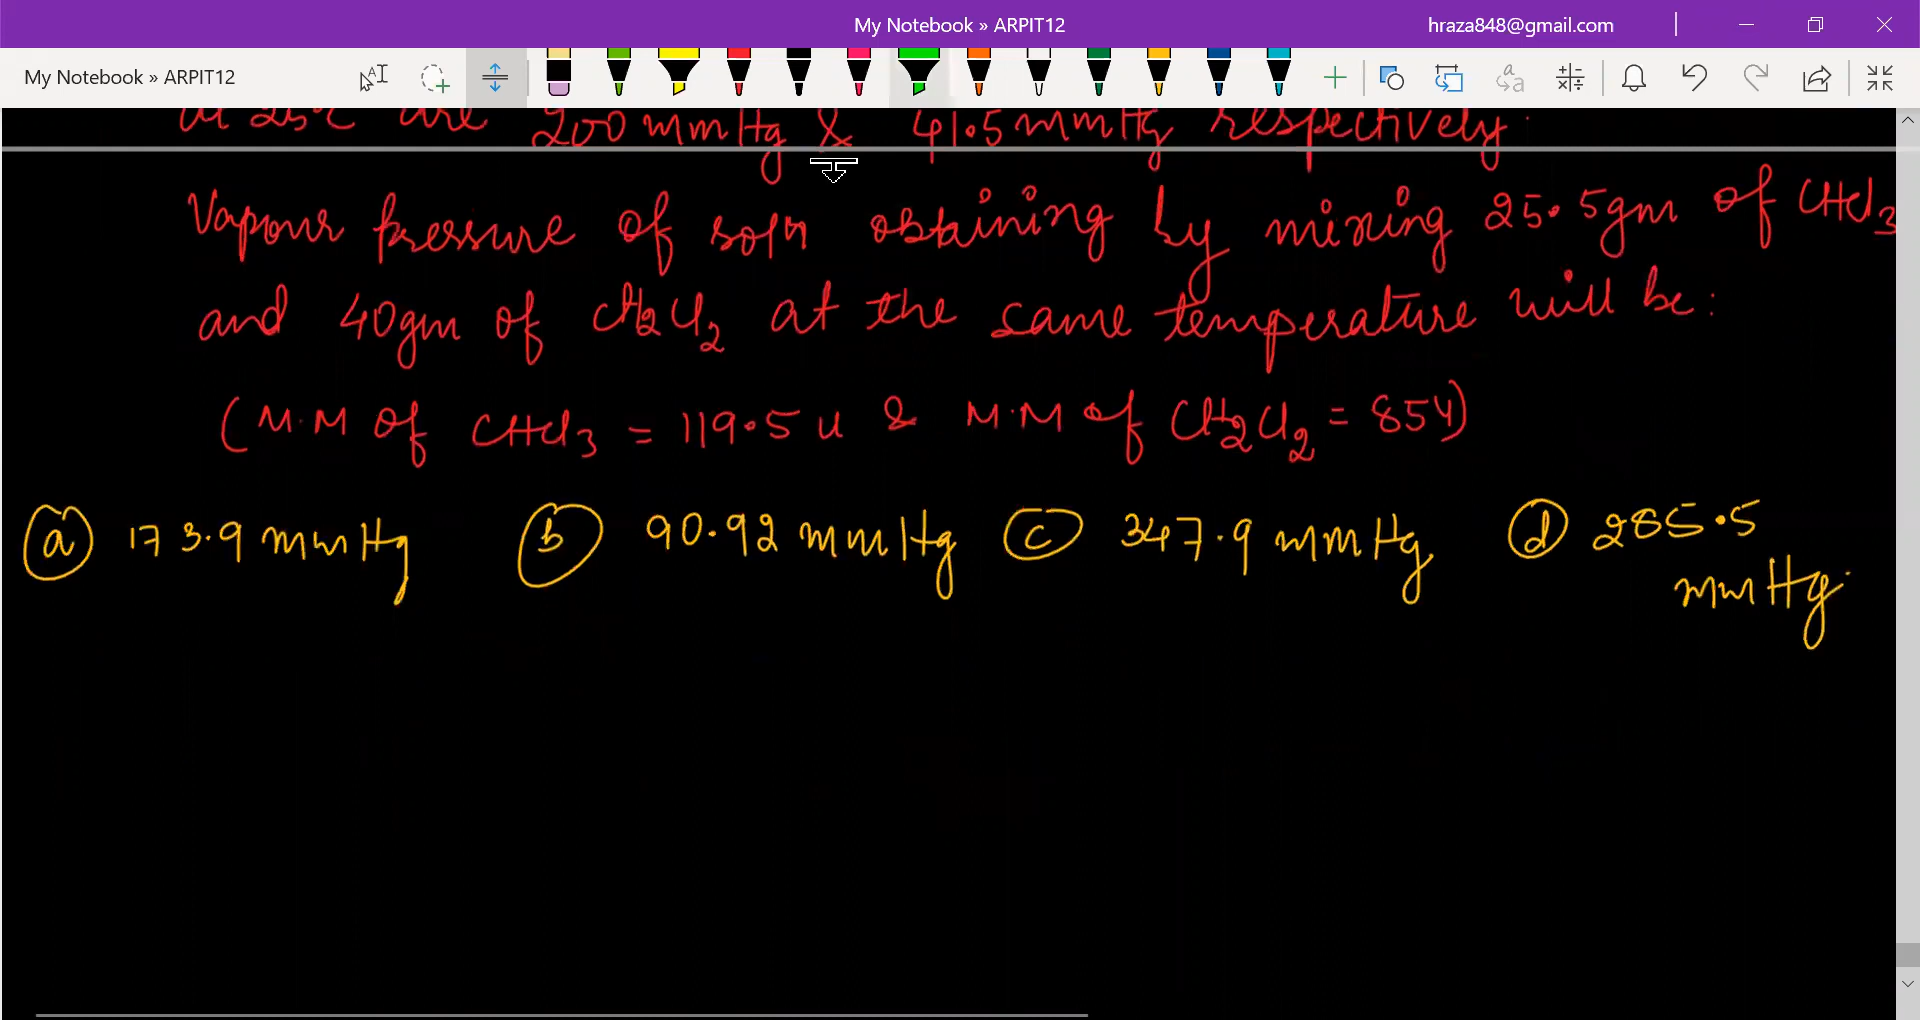 My Notebook » ARPIT12
hraza848@gmail.com
My Notebook » ARPIT12
at 25°C are 200 mmHg & 41.5 mmHg respectively.
Vapour pressure of soln obtaining by mixing 25.5gm of CHCl3
and 40gm of CH2Cl2 at the same temperature will be:
(M.M of CHCl3 = 119.5 u & M.M of CH2Cl2 = 85u)
(a) 173.9 mmHg (b) 90.92 mmHg (c) 347.9 mmHg (d) 285.5
mmHg.